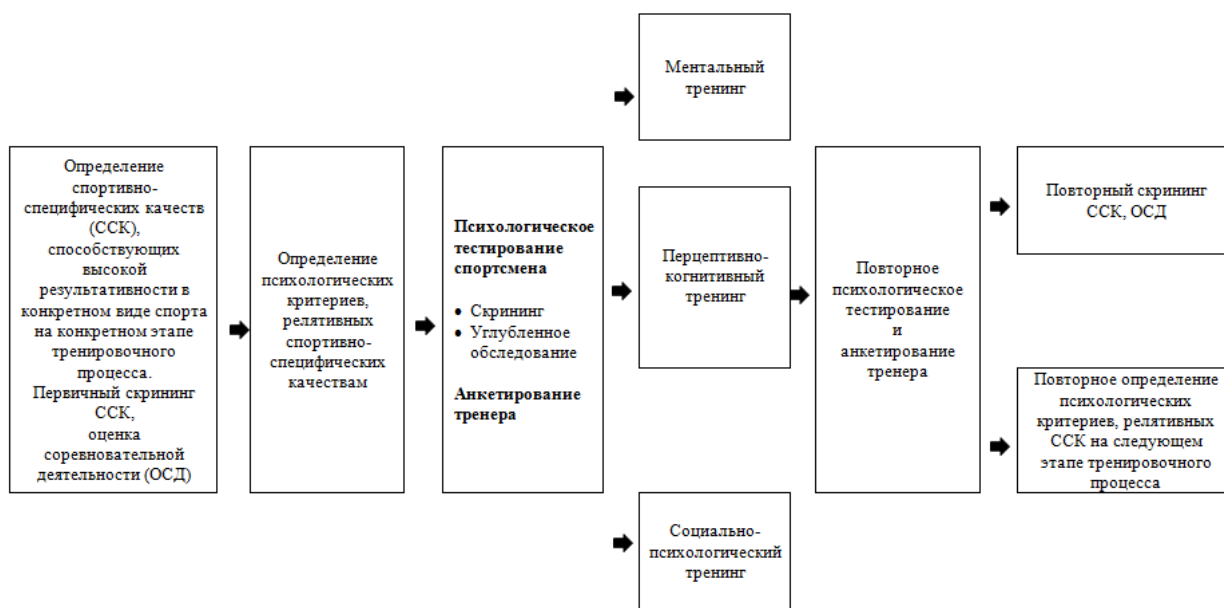 Определение
спортивно-
специфических качеств
(ССК),
способствующих
высокой
результативности в
конкретном виде спорта
на конкретном этапе
тренировочного
процесса.
Первичный скрининг
ССК,
оценка
соревновательной
деятельности (ОСД)
Определение
психологических
критериев,
релятивных
спортивно-
специфических
качествам
Психологическое
тестирование
спортсмена
• Скрининг
• Углубленное
обследование
Анкетирование
тренера
Ментальный
тренинг
Перцептивно-
когнитивный
тренинг
Социально-
психологический
тренинг
Повторное
психологическое
тестирование
и
анкетирование
тренера
Повторный скрининг
ССК, ОСД
Повторное определение
психологических
критериев, релятивных
ССК на следующем
этапе тренировочного
процесса